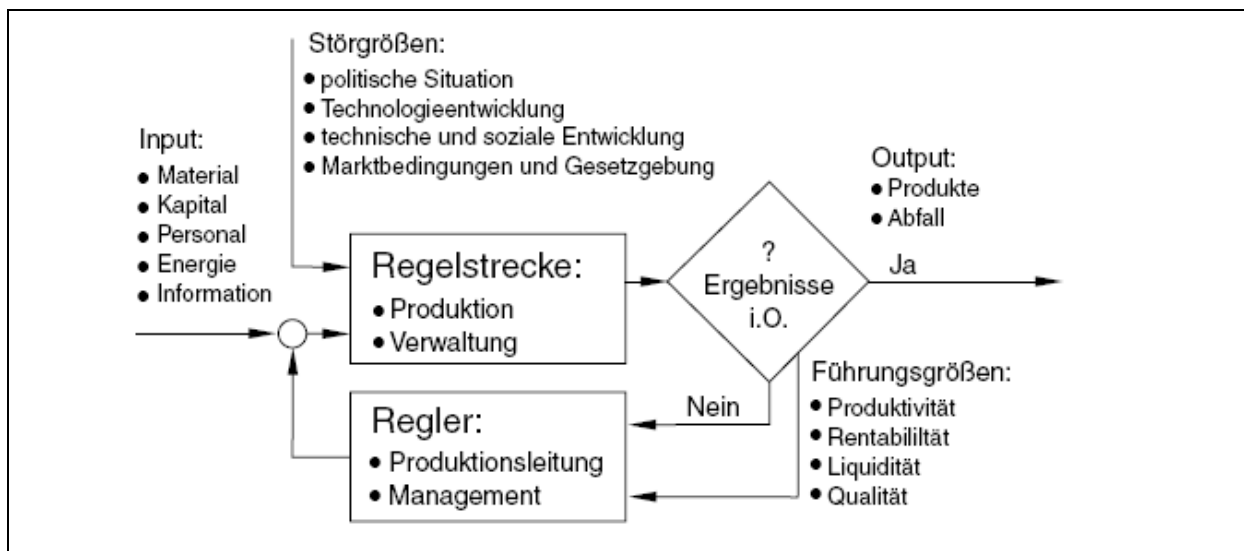 Störgrößen:
● politische Situation
● Technologieentwicklung
● technische und soziale Entwicklung
● Marktbedingungen und Gesetzgebung
Input:
● Material
● Kapital
● Personal
● Energie
● Information
Output:
● Produkte
● Abfall
Regelstrecke:
● Produktion
● Verwaltung
?
Ergebnisse
i.O.
Ja
Nein
Führungsgrößen:
● Produktivität
● Rentabililtät
● Liquidität
● Qualität
Regler:
● Produktionsleitung
● Management